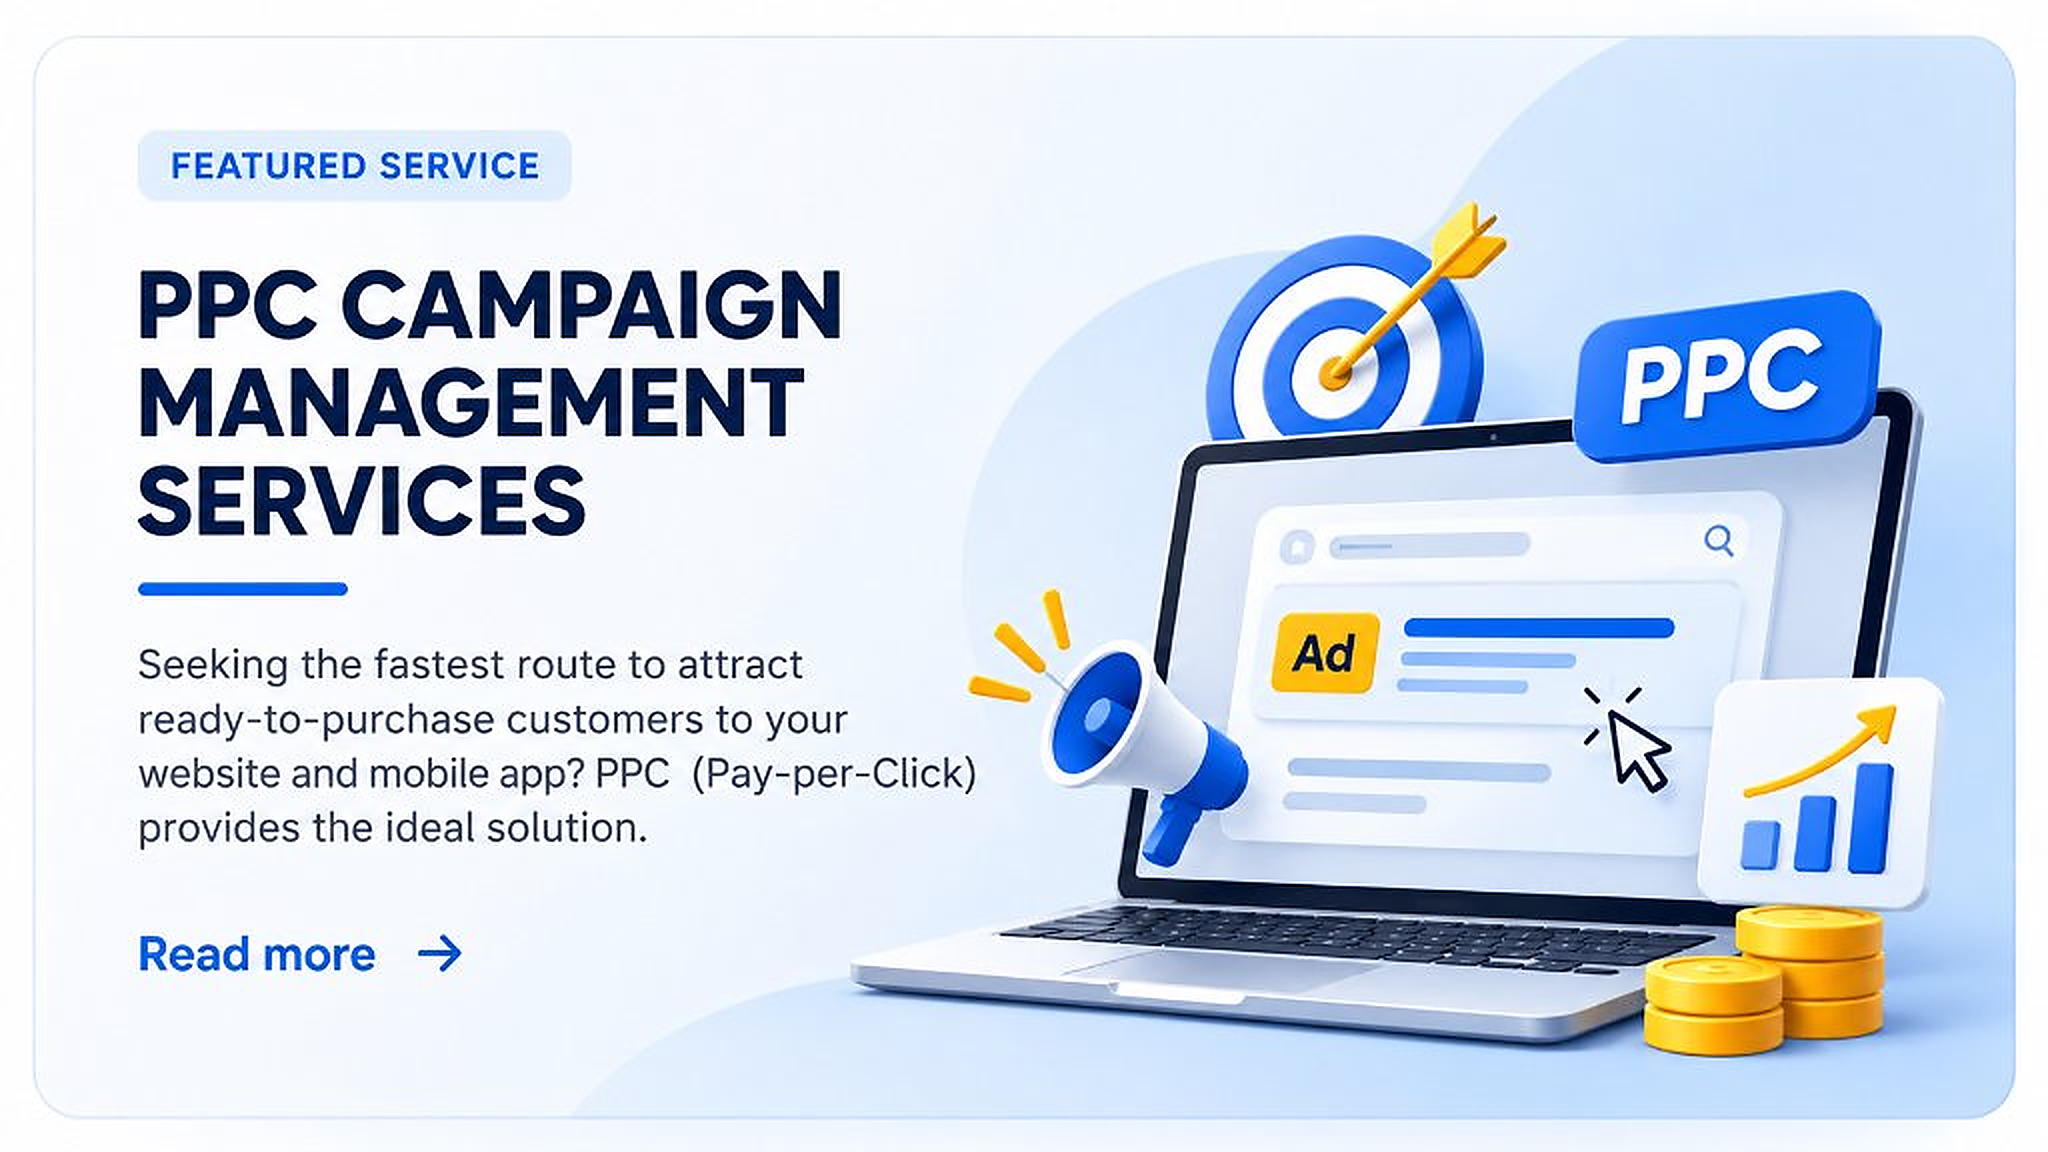 FEATURED SERVICE
PPC CAMPAIGN
MANAGEMENT
SERVICES
Seeking the fastest route to attract
ready-to-purchase customers to your
website and mobile app? PPC  (Pay-per-Click)
provides the ideal solution.
Read more
PPC
Ad